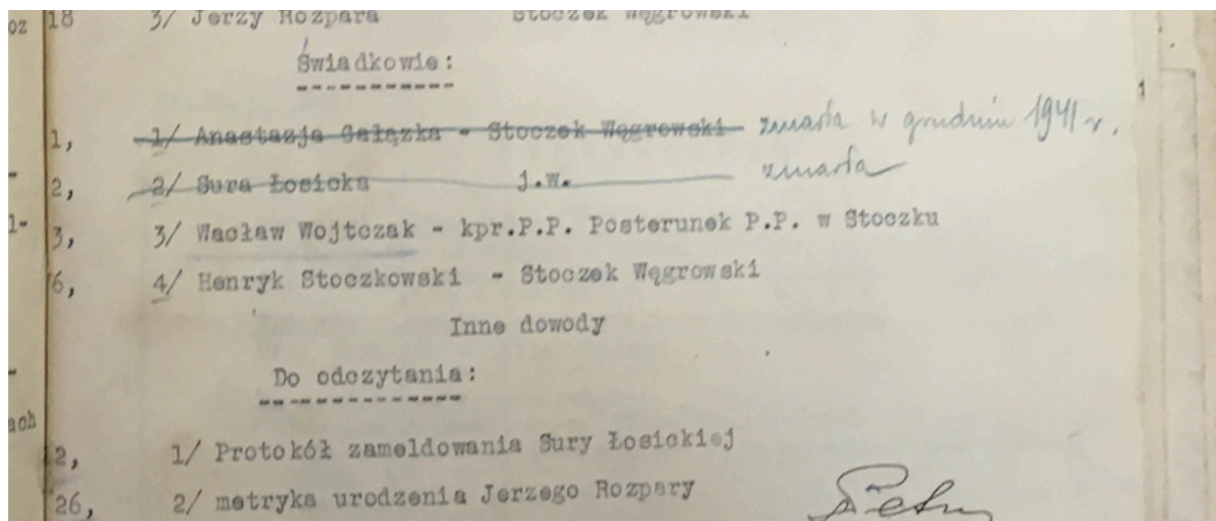 oz 18 3/ Jerzy Rozpara Stoczek Węgrowski
Świadkowie:
1, 1/ Anastazja Gałązka - Stoczek Węgrowski zmarła w grudniu 1941 r.
2, 2/ Sura Łosicka j.w. zmarła
l- 3, 3/ Wacław Wojtczak - kpr.P.P. Posterunek P.P. w Stoczku
6, 4/ Henryk Stoczkowski - Stoczek Węgrowski
Inne dowody
Do odczytania:
ach
2, 1/ Protokół zameldowania Sury Łosickiej
26, 2/ metryka urodzenia Jerzego Rozpary